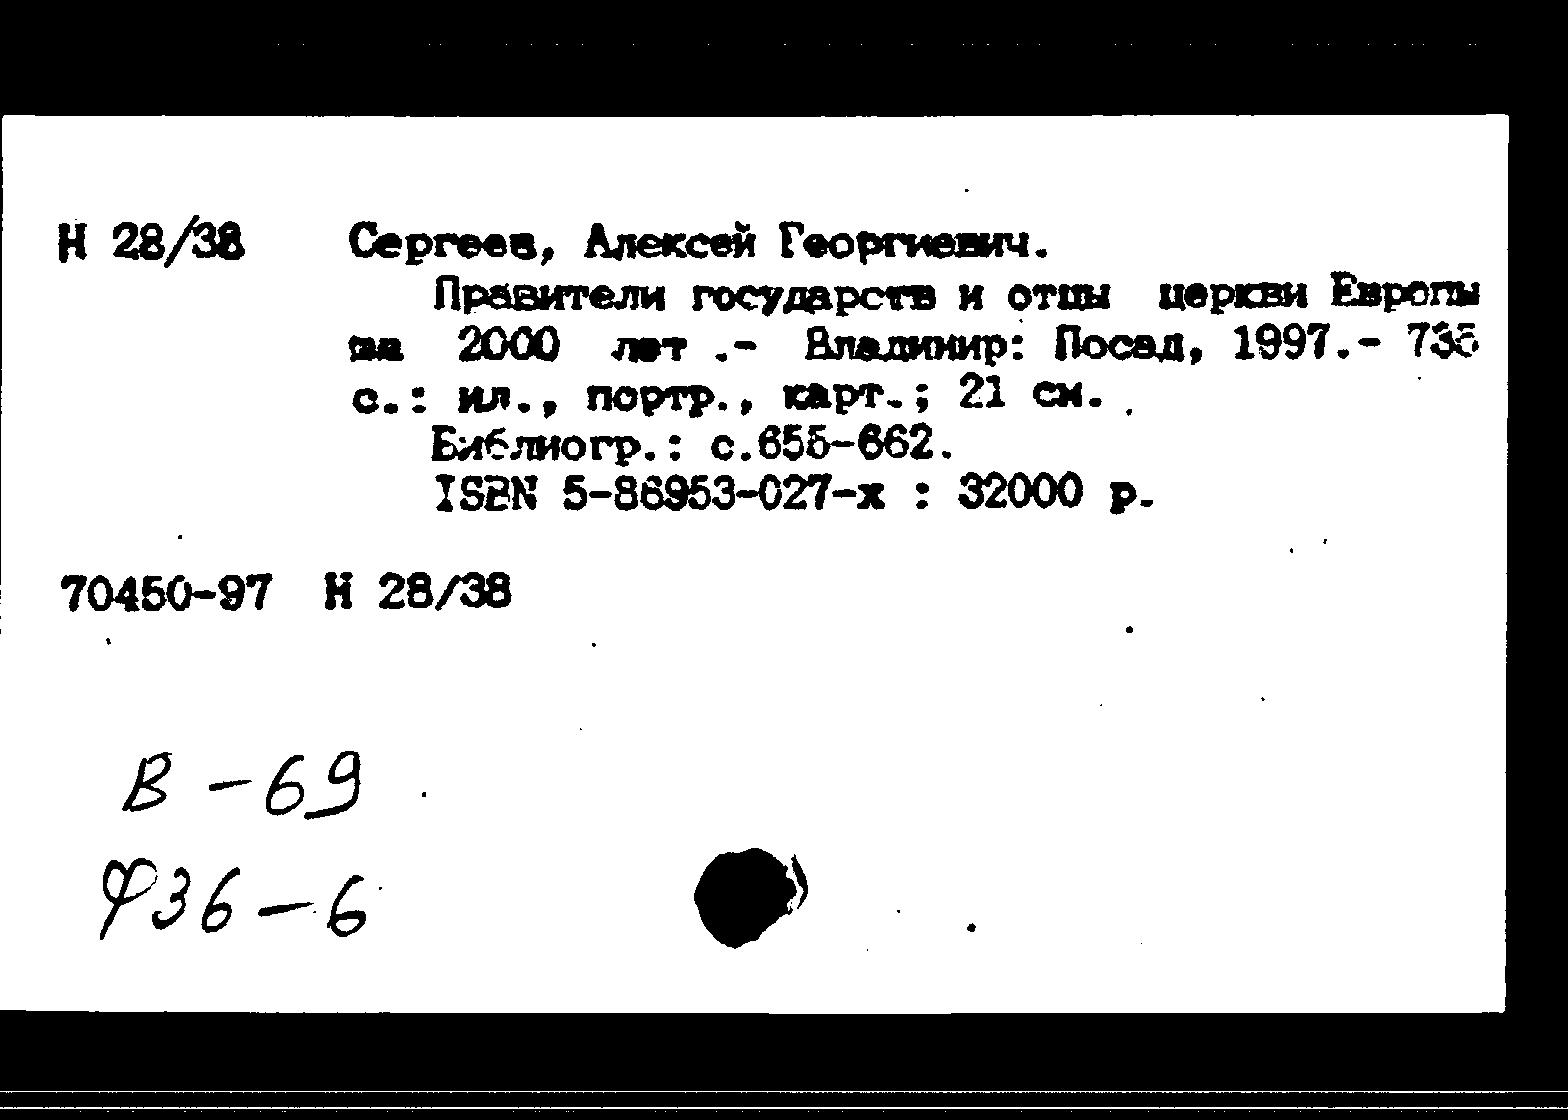 Н 28/38 Сергеев, Алексей Георгиевич.
Правители государств и отцы церкви Европы
за 2000 лет .- Владимир: Посад, 1997.- 735
с.: ил., портр., карт.; 21 см.
Библиогр.: с.655-662.
ISBN 5-86953-027-х : 32000 р.
70450-97 Н 28/38
В - 69
Ф36 - 6